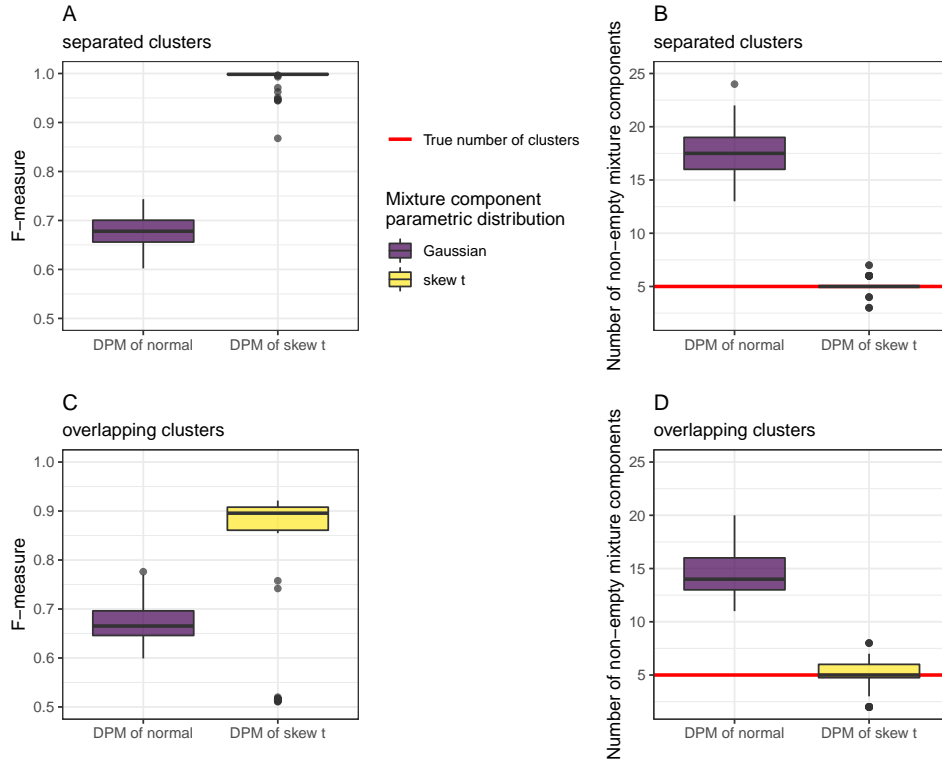 A
separated clusters
F−measure
1.0
0.9
0.8
0.7
0.6
0.5
DPM of normal
DPM of skew t
True number of clusters
Mixture component
parametric distribution
Gaussian
skew t
B
separated clusters
Number of non−empty mixture components
25
20
15
10
5
DPM of normal
DPM of skew t
C
overlapping clusters
F−measure
1.0
0.9
0.8
0.7
0.6
0.5
DPM of normal
DPM of skew t
D
overlapping clusters
Number of non−empty mixture components
25
20
15
10
5
DPM of normal
DPM of skew t